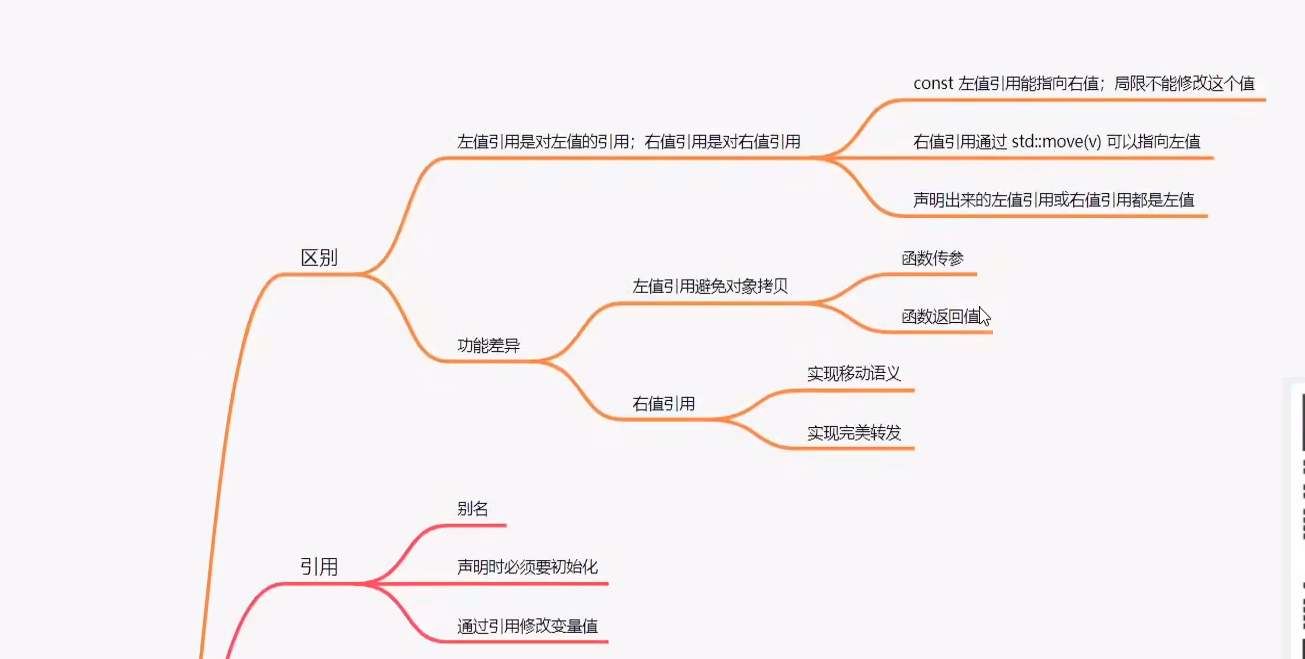 const 左值引用能指向右值；局限不能修改这个值
左值引用是对左值的引用；右值引用是对右值引用
右值引用通过 std::move(v) 可以指向左值
声明出来的左值引用或右值引用都是左值
区别
函数传参
左值引用避免对象拷贝
函数返回值
功能差异
实现移动语义
右值引用
实现完美转发
别名
引用
声明时必须要初始化
通过引用修改变量值